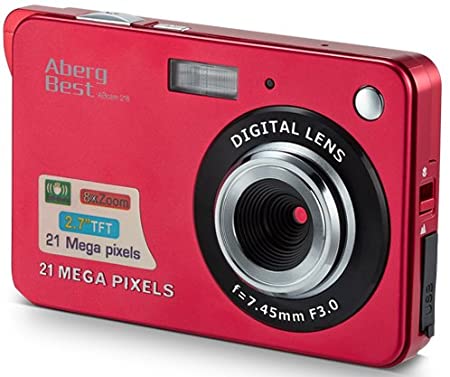 Aberg
Best
DIGITAL LENS
8x Zoom
2.7"TFT
21 Mega pixels
21 MEGA PIXELS
f=7.45mm F3.0
USB